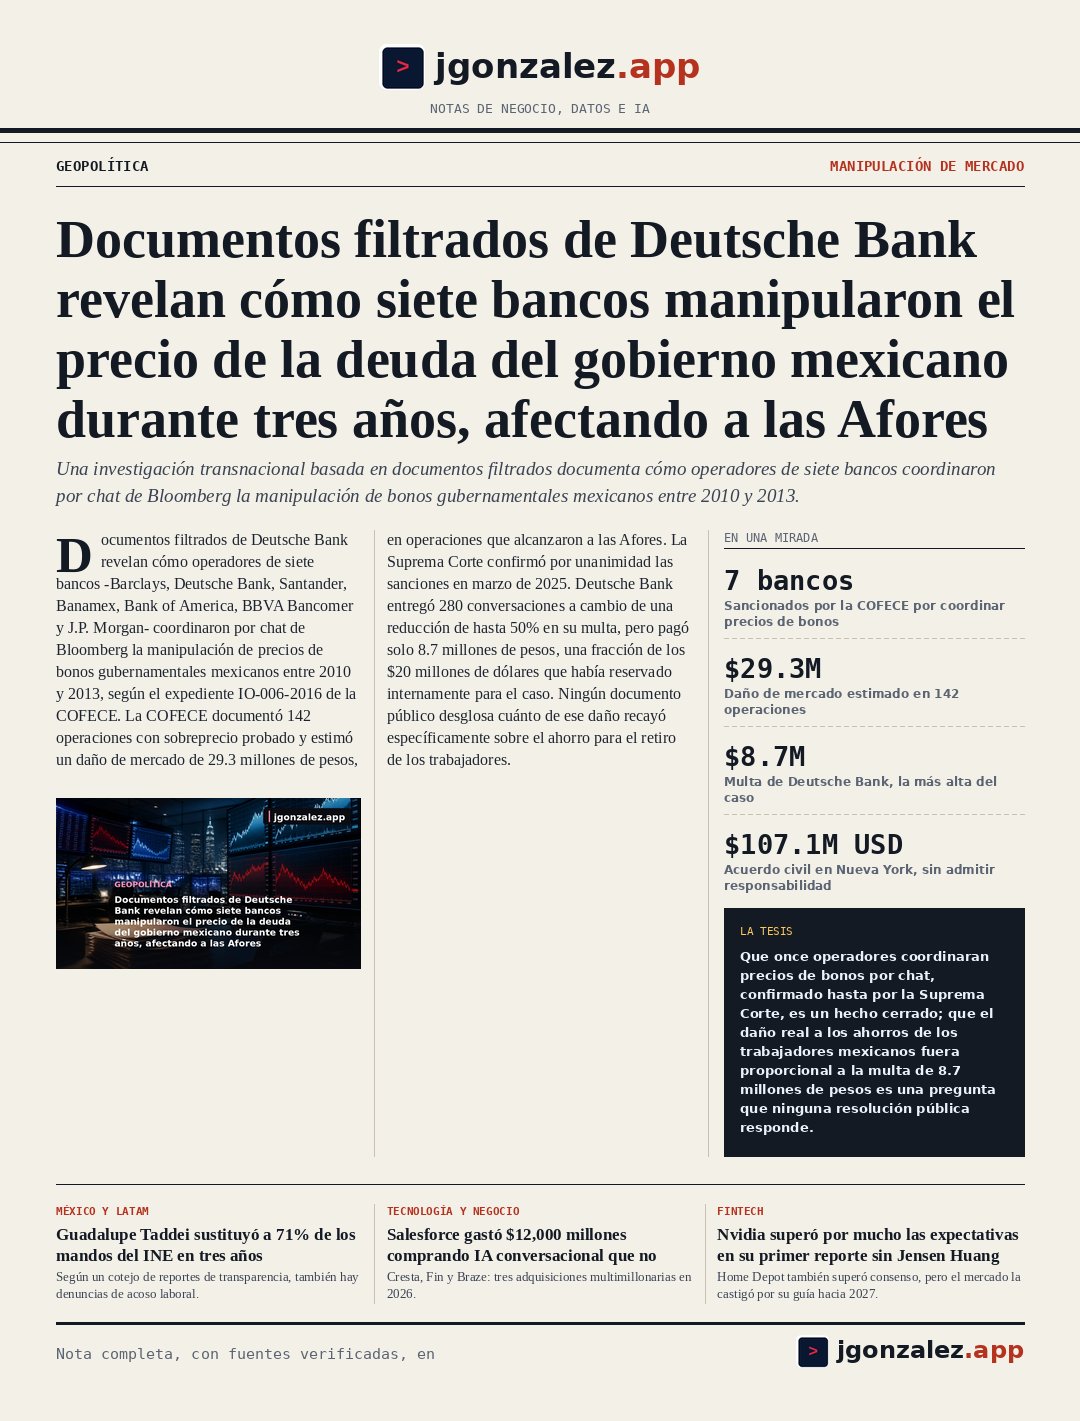 > jgonzalez.app
NOTAS DE NEGOCIO, DATOS E IA
GEOPOLÍTICA
MANIPULACIÓN DE MERCADO
Documentos filtrados de Deutsche Bank
revelan cómo siete bancos manipularon el
precio de la deuda del gobierno mexicano
durante tres años, afectando a las Afores
Una investigación transnacional basada en documentos filtrados documenta cómo operadores de siete bancos coordinaron
por chat de Bloomberg la manipulación de bonos gubernamentales mexicanos entre 2010 y 2013.
Documentos filtrados de Deutsche Bank
revelan cómo operadores de siete
bancos -Barclays, Deutsche Bank, Santander,
Banamex, Bank of America, BBVA Bancomer
y J.P. Morgan- coordinaron por chat de
Bloomberg la manipulación de precios de
bonos gubernamentales mexicanos entre 2010
y 2013, según el expediente IO-006-2016 de la
COFECE. La COFECE documentó 142
operaciones con sobreprecio probado y estimó
un daño de mercado de 29.3 millones de pesos,
jgonzalez.app
GEOPOLÍTICA
Documentos filtrados de Deutsche
Bank revelan cómo siete bancos
manipularon el precio de la deuda
del gobierno mexicano durante tres
años, afectando a las Afores
en operaciones que alcanzaron a las Afores. La
Suprema Corte confirmó por unanimidad las
sanciones en marzo de 2025. Deutsche Bank
entregó 280 conversaciones a cambio de una
reducción de hasta 50% en su multa, pero pagó
solo 8.7 millones de pesos, una fracción de los
$20 millones de dólares que había reservado
internamente para el caso. Ningún documento
público desglosa cuánto de ese daño recayó
específicamente sobre el ahorro para el retiro
de los trabajadores.
EN UNA MIRADA
7 bancos
Sancionados por la COFECE por coordinar
precios de bonos
$29.3M
Daño de mercado estimado en 142
operaciones
$8.7M
Multa de Deutsche Bank, la más alta del
caso
$107.1M USD
Acuerdo civil en Nueva York, sin admitir
responsabilidad
LA TESIS
Que once operadores coordinaran
precios de bonos por chat,
confirmado hasta por la Suprema
Corte, es un hecho cerrado; que el
daño real a los ahorros de los
trabajadores mexicanos fuera
proporcional a la multa de 8.7
millones de pesos es una pregunta
que ninguna resolución pública
responde.
MÉXICO Y LATAM
Guadalupe Taddei sustituyó a 71% de los
mandos del INE en tres años
Según un cotejo de reportes de transparencia, también hay
denuncias de acoso laboral.
TECNOLOGÍA Y NEGOCIO
Salesforce gastó $12,000 millones
comprando IA conversacional que no
Cresta, Fin y Braze: tres adquisiciones multimillonarias en
2026.
FINTECH
Nvidia superó por mucho las expectativas
en su primer reporte sin Jensen Huang
Home Depot también superó consenso, pero el mercado la
castigó por su guía hacia 2027.
Nota completa, con fuentes verificadas, en
> jgonzalez.app